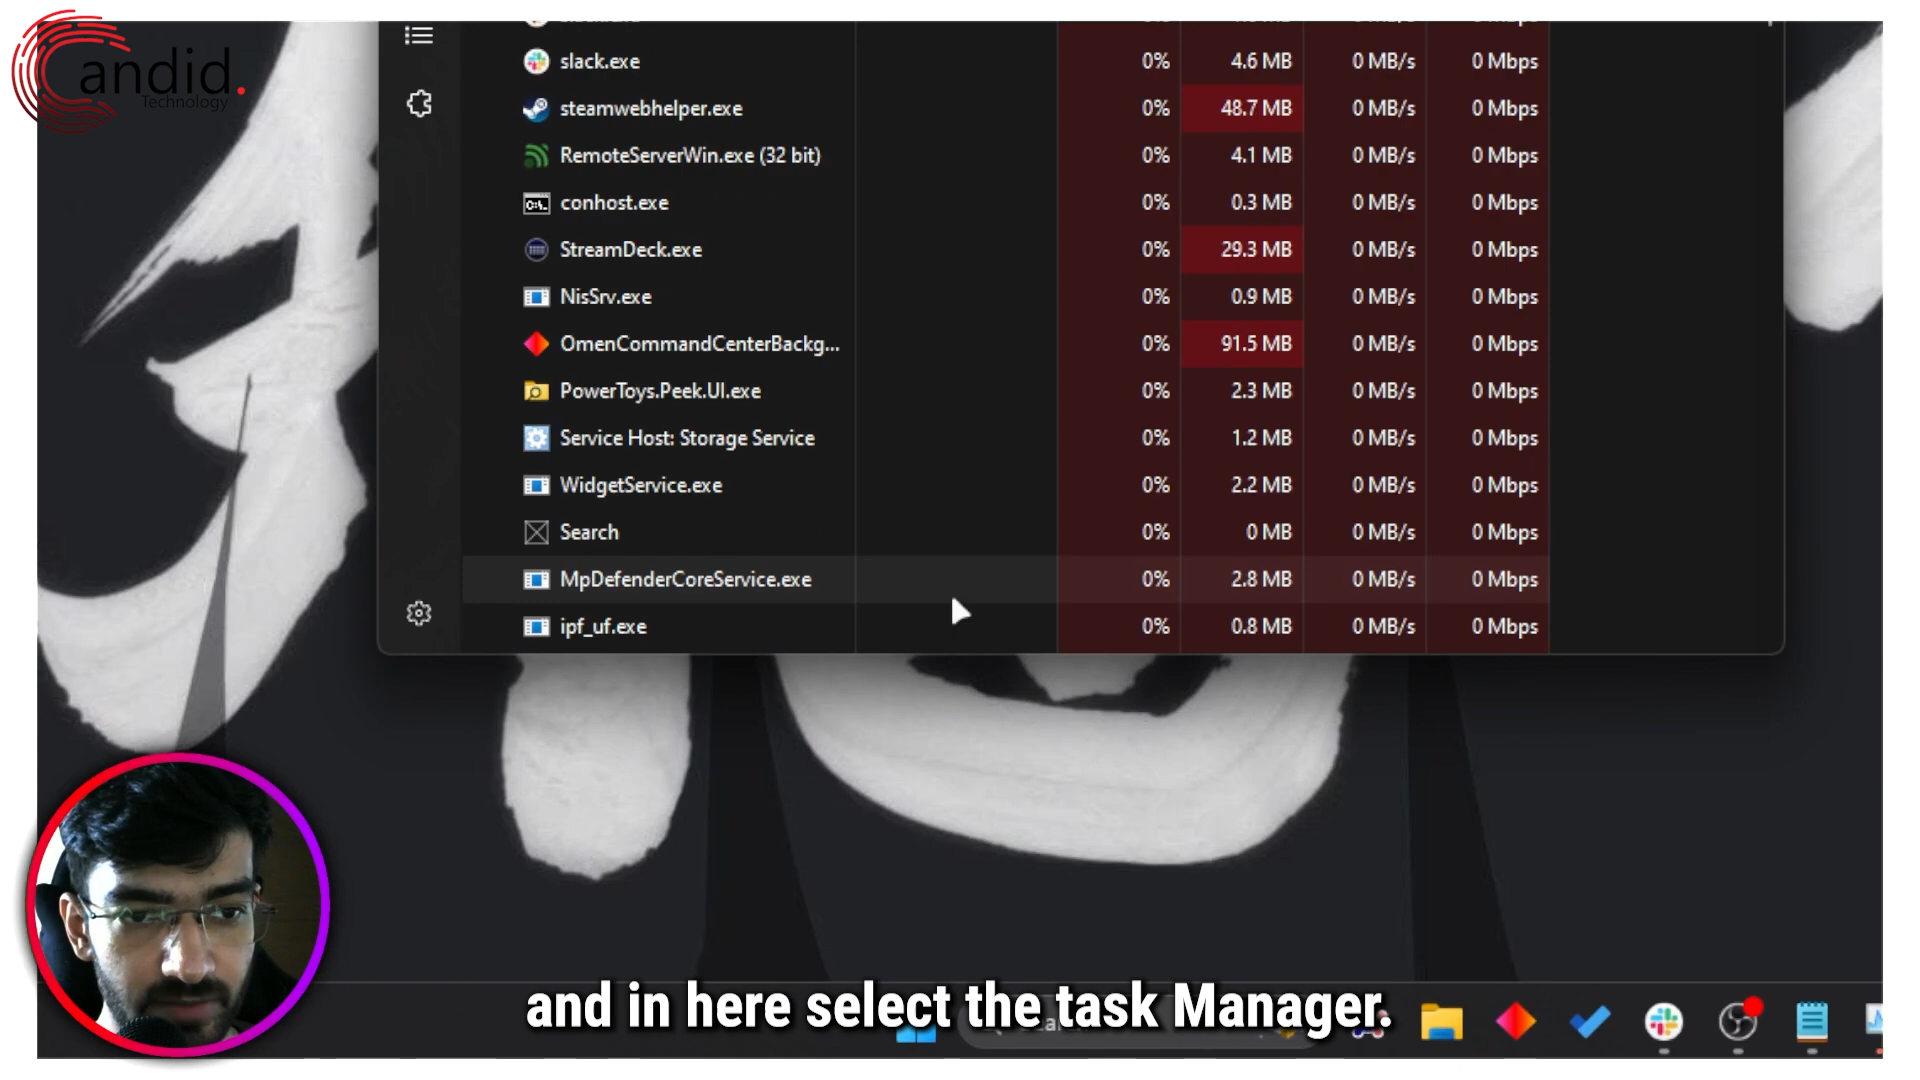 Candid.
Technology
slack.exe 0% 4.6 MB 0 MB/s 0 Mbps
steamwebhelper.exe 0% 48.7 MB 0 MB/s 0 Mbps
RemoteServerWin.exe (32 bit) 0% 4.1 MB 0 MB/s 0 Mbps
conhost.exe 0% 0.3 MB 0 MB/s 0 Mbps
StreamDeck.exe 0% 29.3 MB 0 MB/s 0 Mbps
NisSrv.exe 0% 0.9 MB 0 MB/s 0 Mbps
OmenCommandCenterBackg... 0% 91.5 MB 0 MB/s 0 Mbps
PowerToys.Peek.UI.exe 0% 2.3 MB 0 MB/s 0 Mbps
Service Host: Storage Service 0% 1.2 MB 0 MB/s 0 Mbps
WidgetService.exe 0% 2.2 MB 0 MB/s 0 Mbps
Search 0% 0 MB 0 MB/s 0 Mbps
MpDefenderCoreService.exe 0% 2.8 MB 0 MB/s 0 Mbps
ipf_uf.exe 0% 0.8 MB 0 MB/s 0 Mbps
and in here select the task Manager.